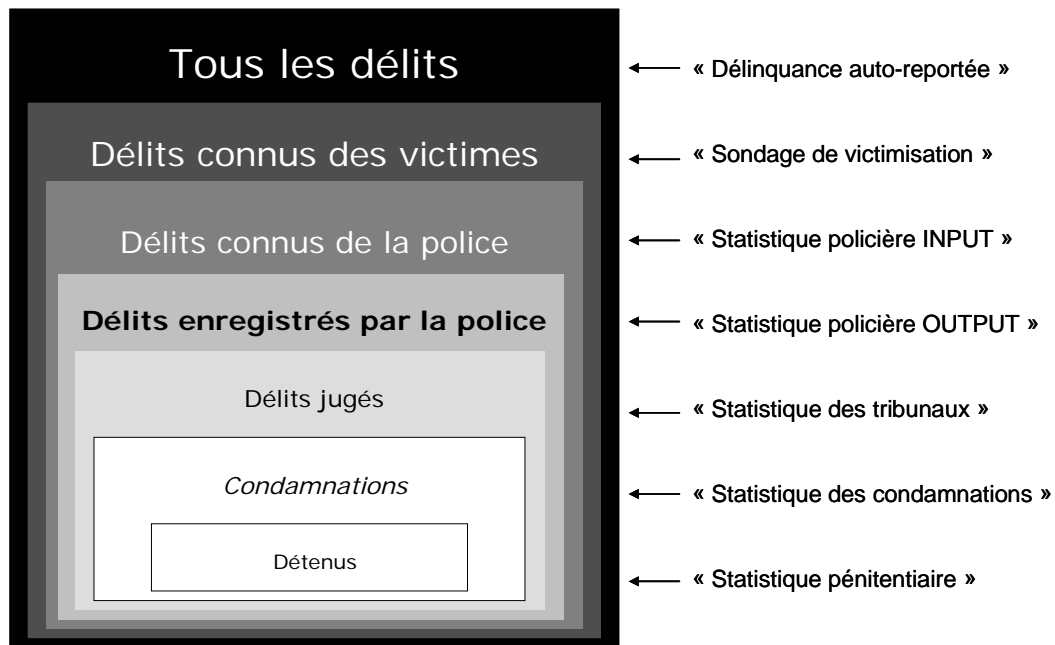 Tous les délits
« Délinquance auto-reportée »
Délits connus des victimes
« Sondage de victimisation »
Délits connus de la police
« Statistique policière INPUT »
Délits enregistrés par la police
« Statistique policière OUTPUT »
Délits jugés
« Statistique des tribunaux »
Condamnations
« Statistique des condamnations »
Détenus
« Statistique pénitentiaire »